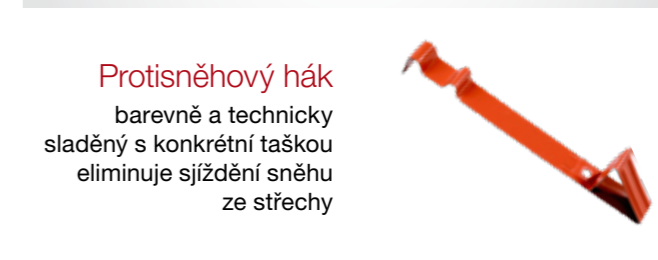 Protisněhový hák
barevně a technicky
sladěný s konkrétní taškou
eliminuje sjíždění sněhu
ze střechy